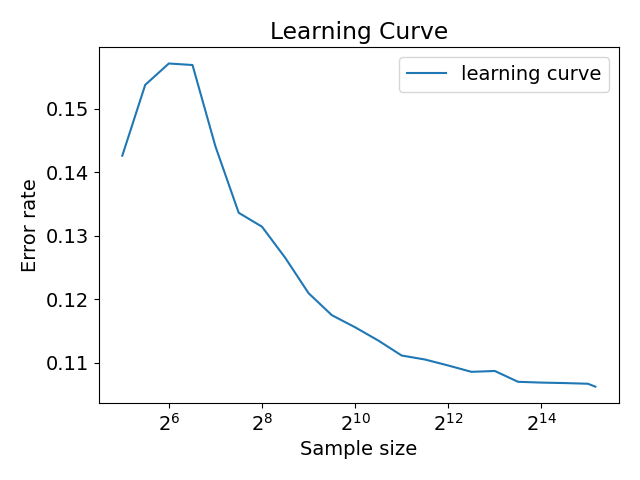 Learning Curve
learning curve
Error rate
0.15
0.14
0.13
0.12
0.11
2^6 2^8 2^10 2^12 2^14
Sample size